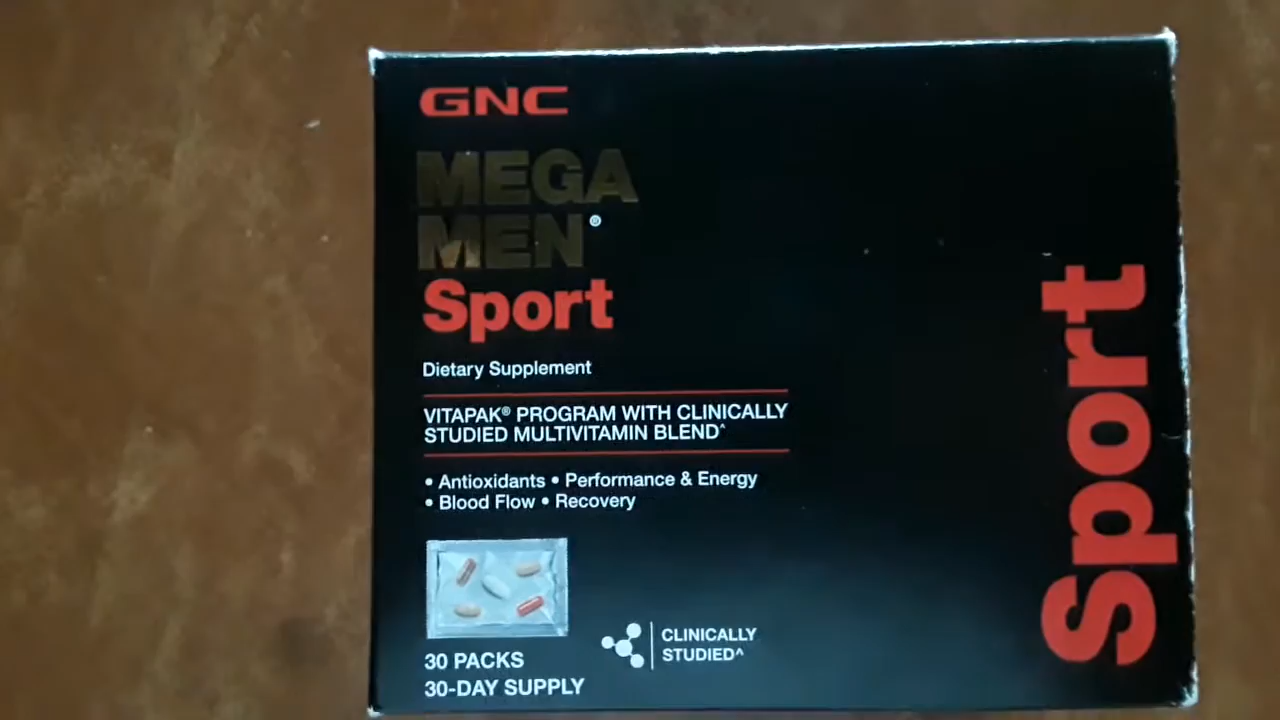 GNC
MEGA
MEN®
Sport
Dietary Supplement
VITAPAK® PROGRAM WITH CLINICALLY
STUDIED MULTIVITAMIN BLEND^
• Antioxidants • Performance & Energy
• Blood Flow • Recovery
30 PACKS
30-DAY SUPPLY
CLINICALLY
STUDIED^
Sport